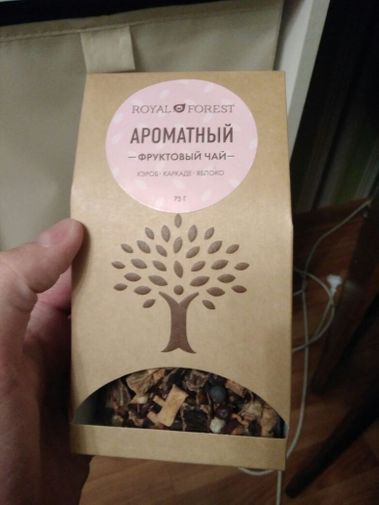 ROYAL FOREST
АРОМАТНЫЙ
ФРУКТОВЫЙ ЧАЙ
КЭРОБ · КАРКАДЕ · ЯБЛОКО
75 Г